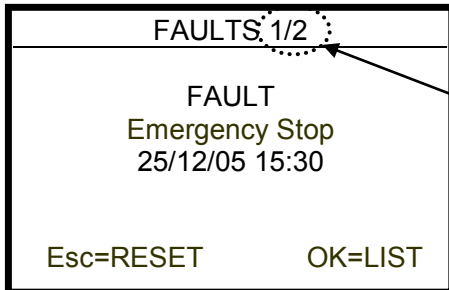 FAULTS 1/2
FAULT
Emergency Stop
25/12/05 15:30
Esc=RESET OK=LIST